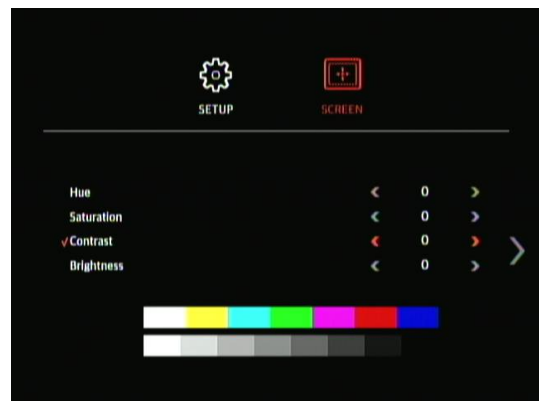 SETUP
SCREEN
Hue 0
Saturation 0
Contrast 0
Brightness 0